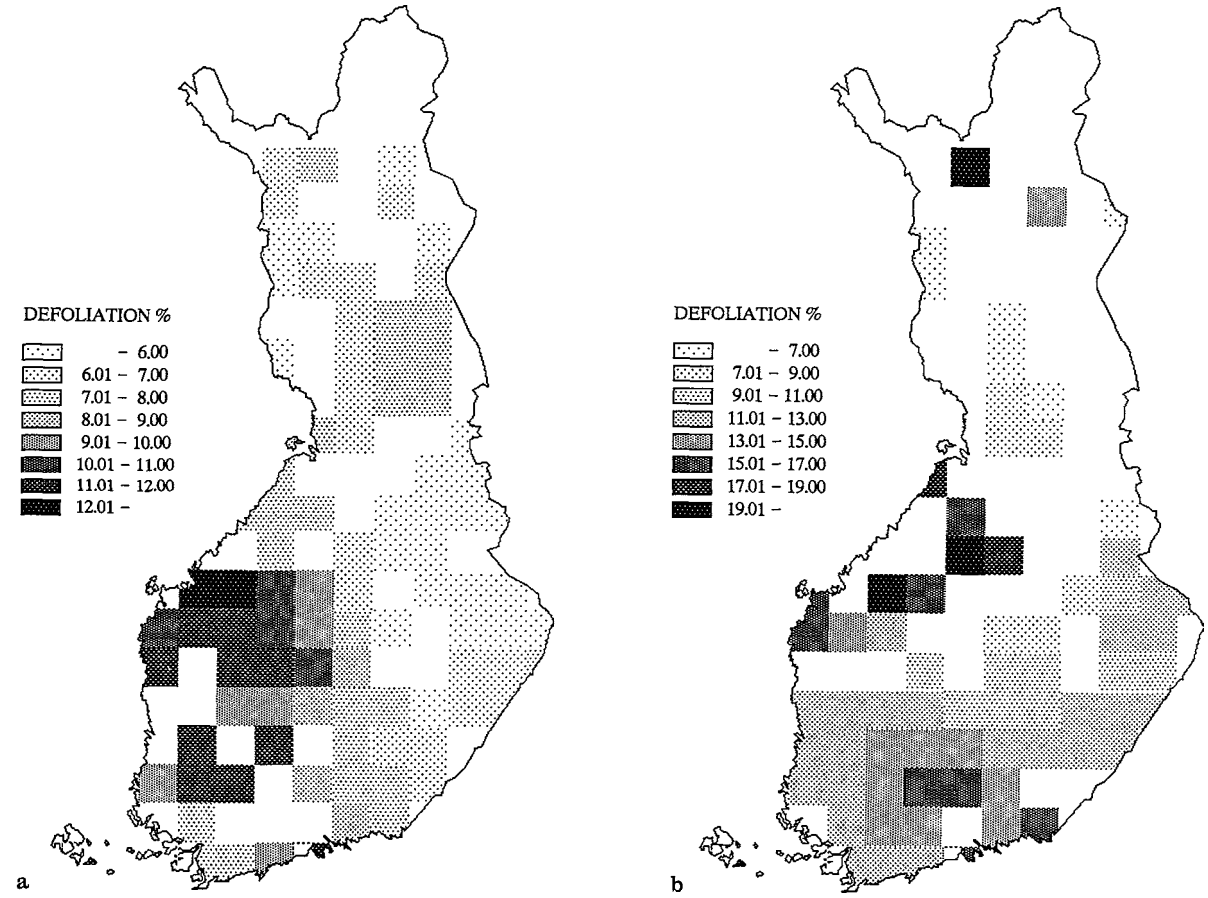 DEFOLIATION %
– 6.00
6.01 – 7.00
7.01 – 8.00
8.01 – 9.00
9.01 – 10.00
10.01 – 11.00
11.01 – 12.00
12.01 –
a
DEFOLIATION %
– 7.00
7.01 – 9.00
9.01 – 11.00
11.01 – 13.00
13.01 – 15.00
15.01 – 17.00
17.01 – 19.00
19.01 –
b